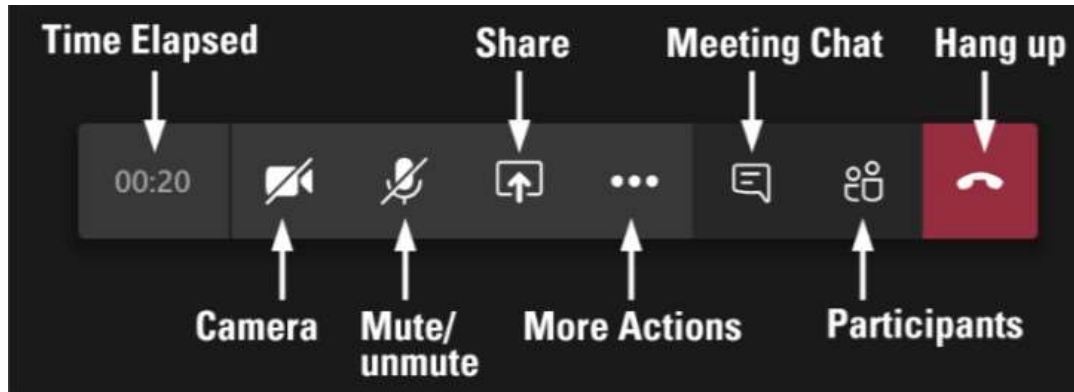 Time Elapsed
Share
Meeting Chat
Hang up
00:20
Camera
Mute/
unmute
More Actions
Participants